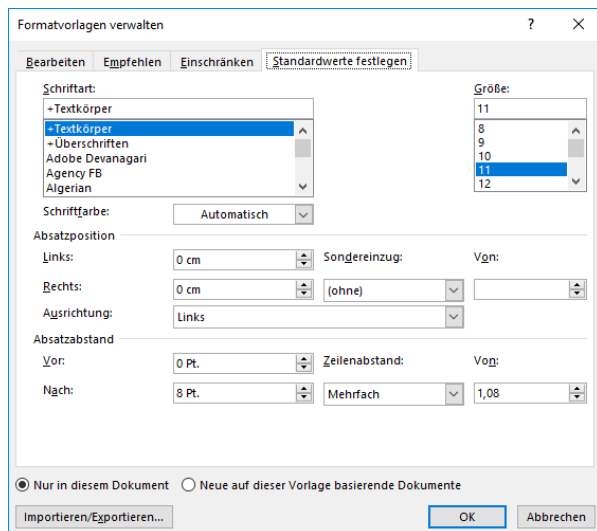 Formatvorlagen verwalten
Bearbeiten Empfehlen Einschränken Standardwerte festlegen
Schriftart: Größe:
+Textkörper 11
+Textkörper 8
+Überschriften 9
Adobe Devanagari 10
Agency FB 11
Algerian 12
Schriftfarbe: Automatisch
Absatzposition
Links: 0 cm Sondereinzug: Von:
Rechts: 0 cm (ohne)
Ausrichtung: Links
Absatzabstand
Vor: 0 Pt. Zeilenabstand: Von:
Nach: 8 Pt. Mehrfach 1,08
Nur in diesem Dokument Neue auf dieser Vorlage basierende Dokumente
Importieren/Exportieren... OK Abbrechen